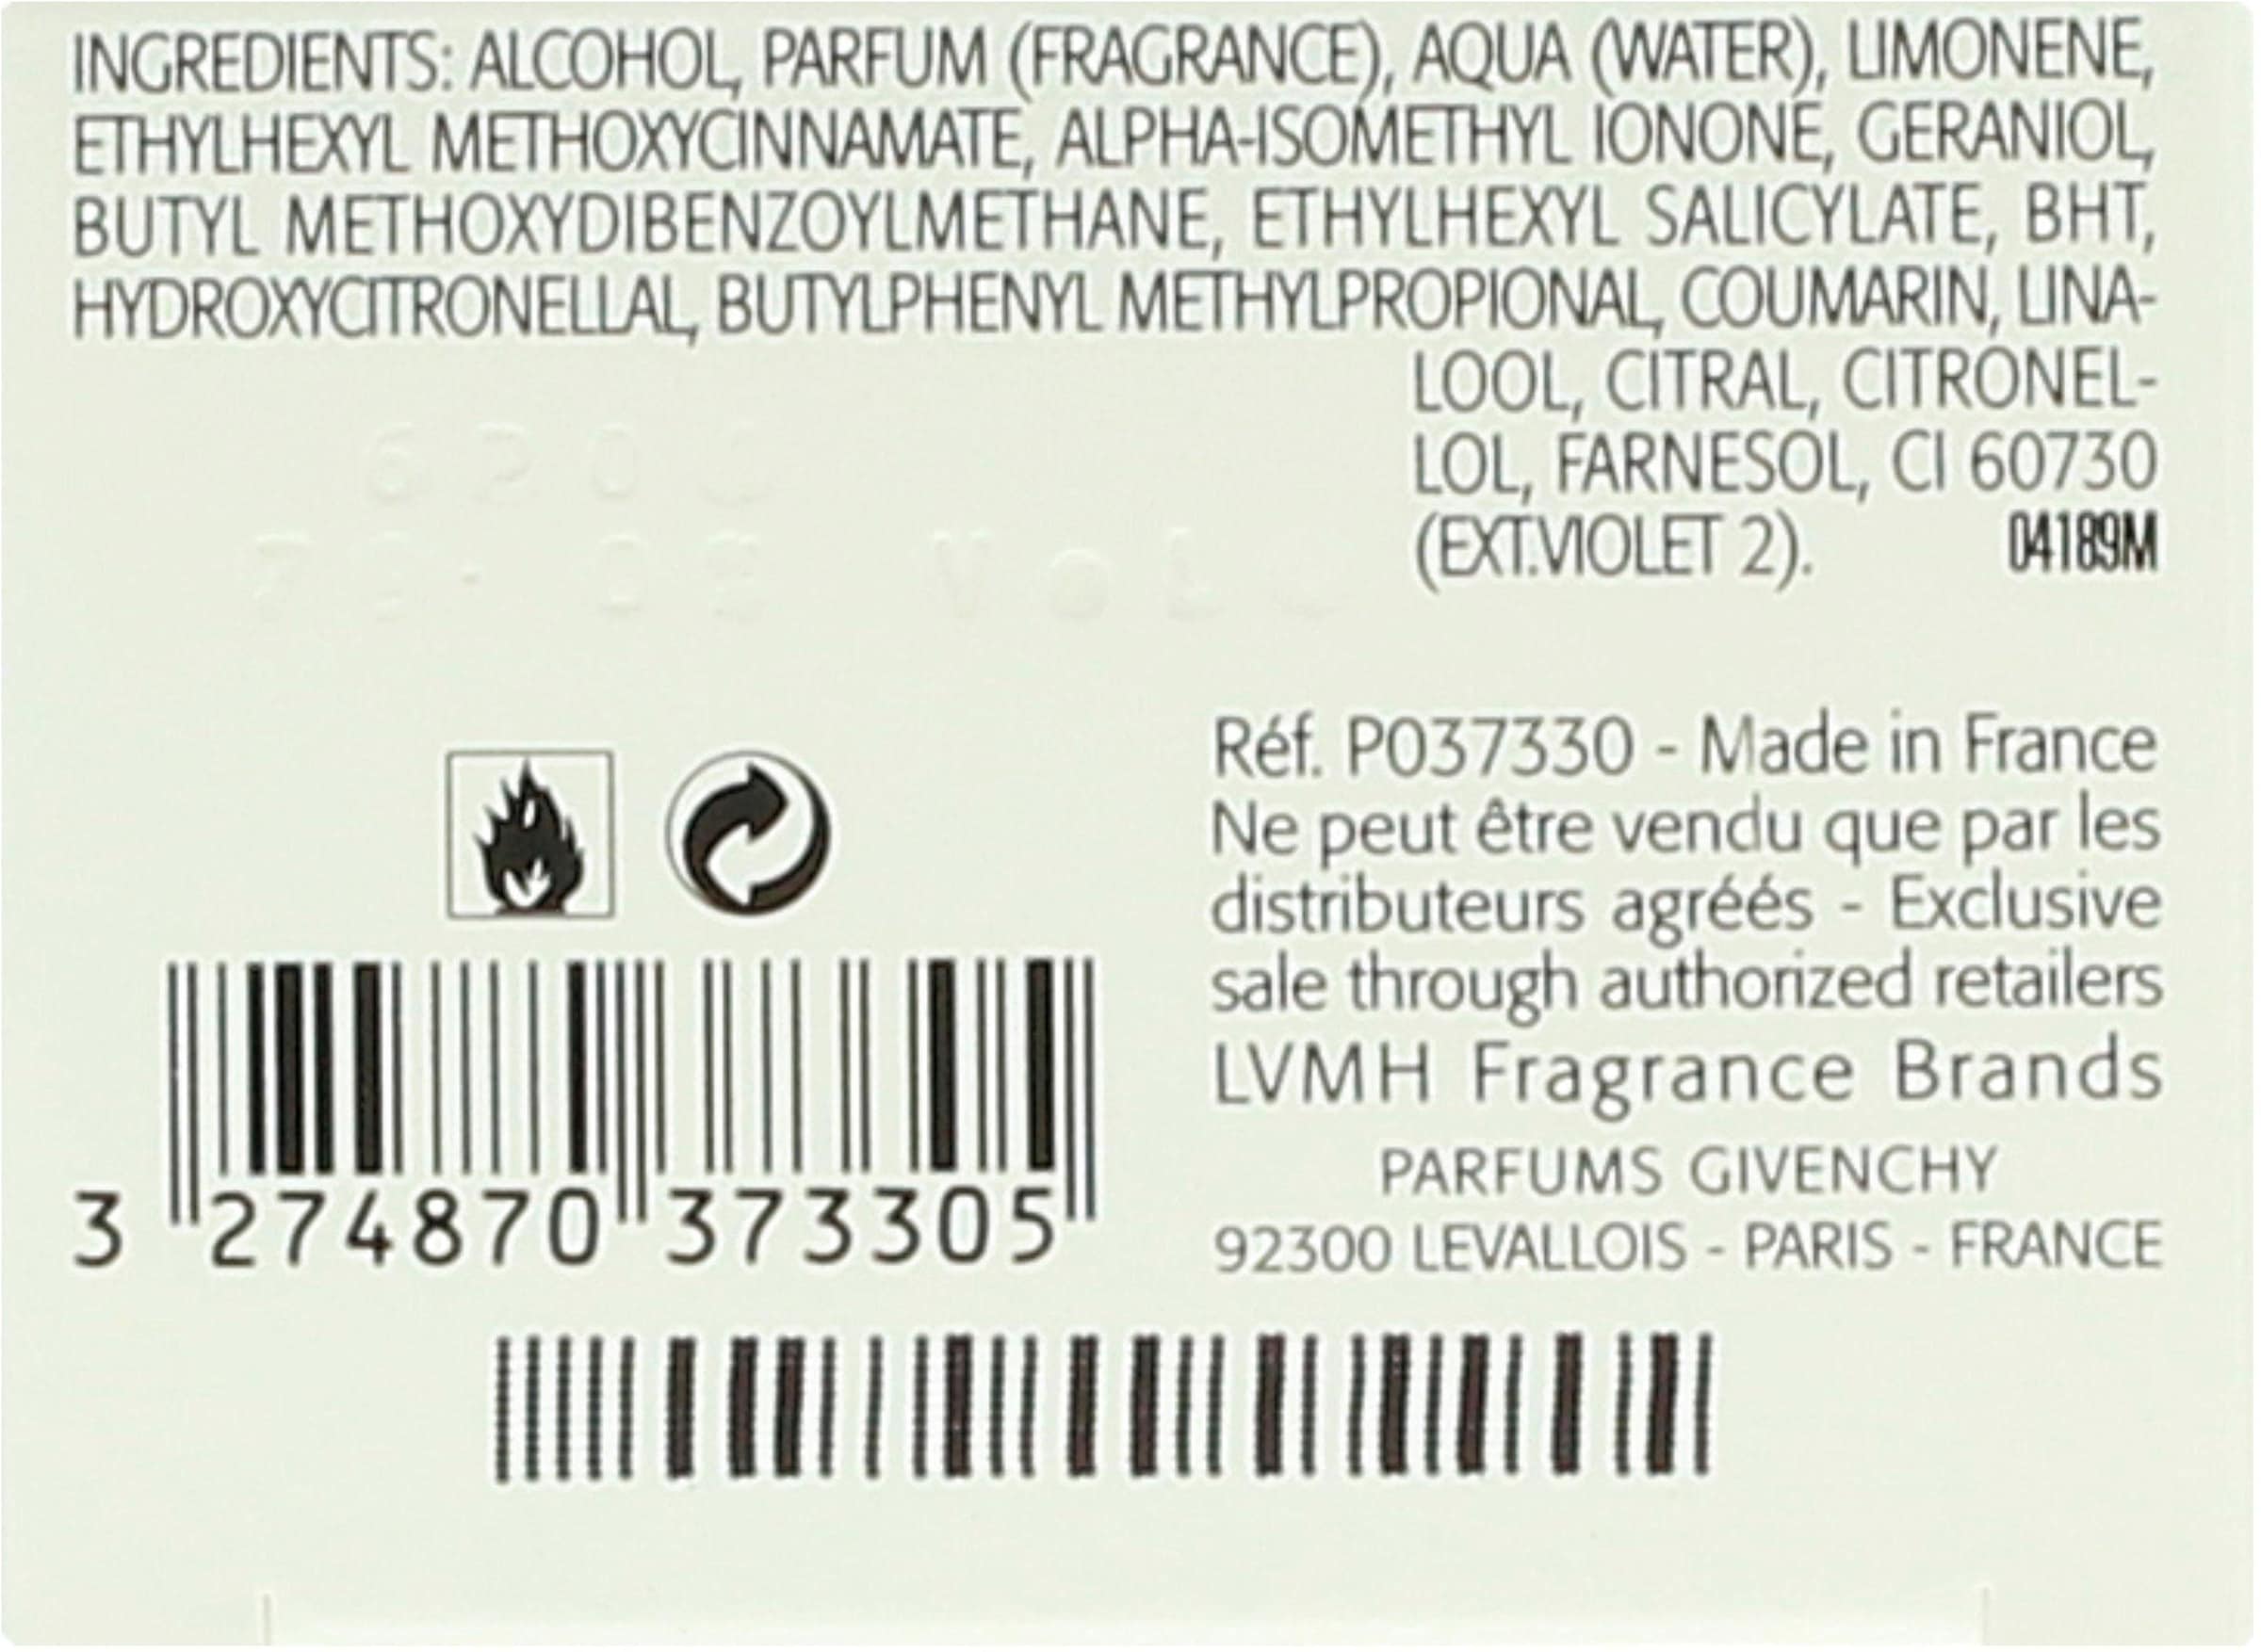 INGREDIENTS: ALCOHOL, PARFUM (FRAGRANCE), AQUA (WATER), LIMONENE,
ETHYLHEXYL METHOXYCINNAMATE, ALPHA-ISOMETHYL IONONE, GERANIOL,
BUTYL METHOXYDIBENZOYLMETHANE, ETHYLHEXYL SALICYLATE, BHT,
HYDROXYCITRONELLAL, BUTYLPHENYL METHYLPROPIONAL, COUMARIN, LINA-
LOOL, CITRAL, CITRONEL-
LOL, FARNESOL, CI 60730
(EXT.VIOLET 2). 04189M
Réf. P037330 - Made in France
Ne peut être vendu que par les
distributeurs agréés - Exclusive
sale through authorized retailers
LVMH Fragrance Brands
PARFUMS GIVENCHY
92300 LEVALLOIS - PARIS - FRANCE
3 274870 373305